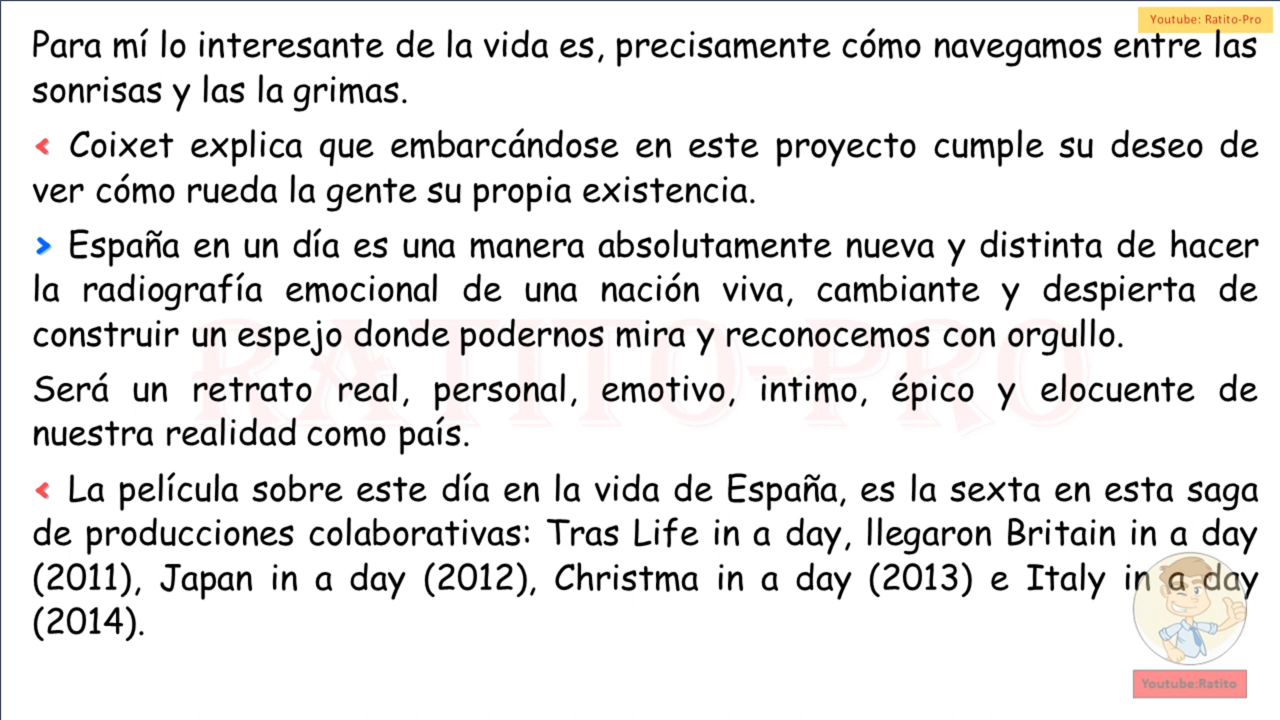 Youtube: Ratito-Pro
Para mí lo interesante de la vida es, precisamente cómo navegamos entre las
sonrisas y las la grimas.
< Coixet explica que embarcándose en este proyecto cumple su deseo de
ver cómo rueda la gente su propia existencia.
> España en un día es una manera absolutamente nueva y distinta de hacer
la radiografía emocional de una nación viva, cambiante y despierta de
construir un espejo donde podernos mira y reconocemos con orgullo.
RATITO-PRO
Será un retrato real, personal, emotivo, intimo, épico y elocuente de
nuestra realidad como país.
< La película sobre este día en la vida de España, es la sexta en esta saga
de producciones colaborativas: Tras Life in a day, llegaron Britain in a day
(2011), Japan in a day (2012), Christma in a day (2013) e Italy in a day
(2014).
Youtube:Ratito